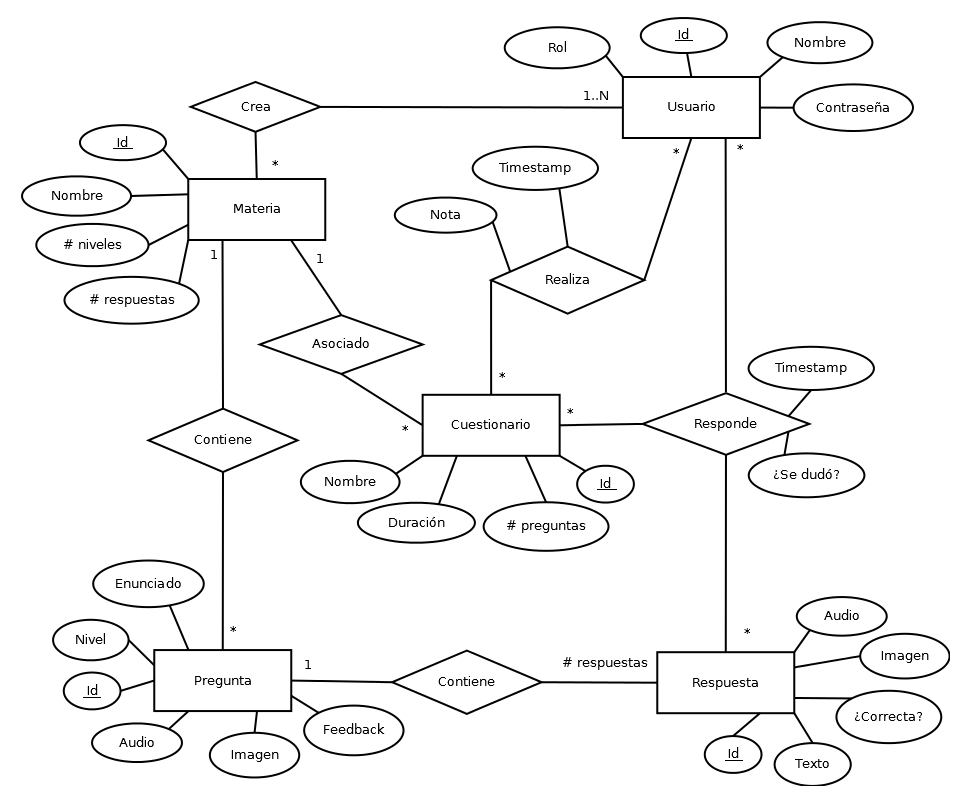 Rol
Id
Nombre
Crea
1..N
Usuario
Contraseña
Id
*
Timestamp
*
*
Nombre
Materia
Nota
# niveles
1
1
Realiza
# respuestas
Asociado
Timestamp
*
*
*
Contiene
Cuestionario
Responde
Nombre
Id
¿Se dudó?
Duración
# preguntas
Enunciado
Audio
Nivel
*
*
Imagen
1
# respuestas
Id
Pregunta
Contiene
Respuesta
¿Correcta?
Audio
Imagen
Feedback
Id
Texto